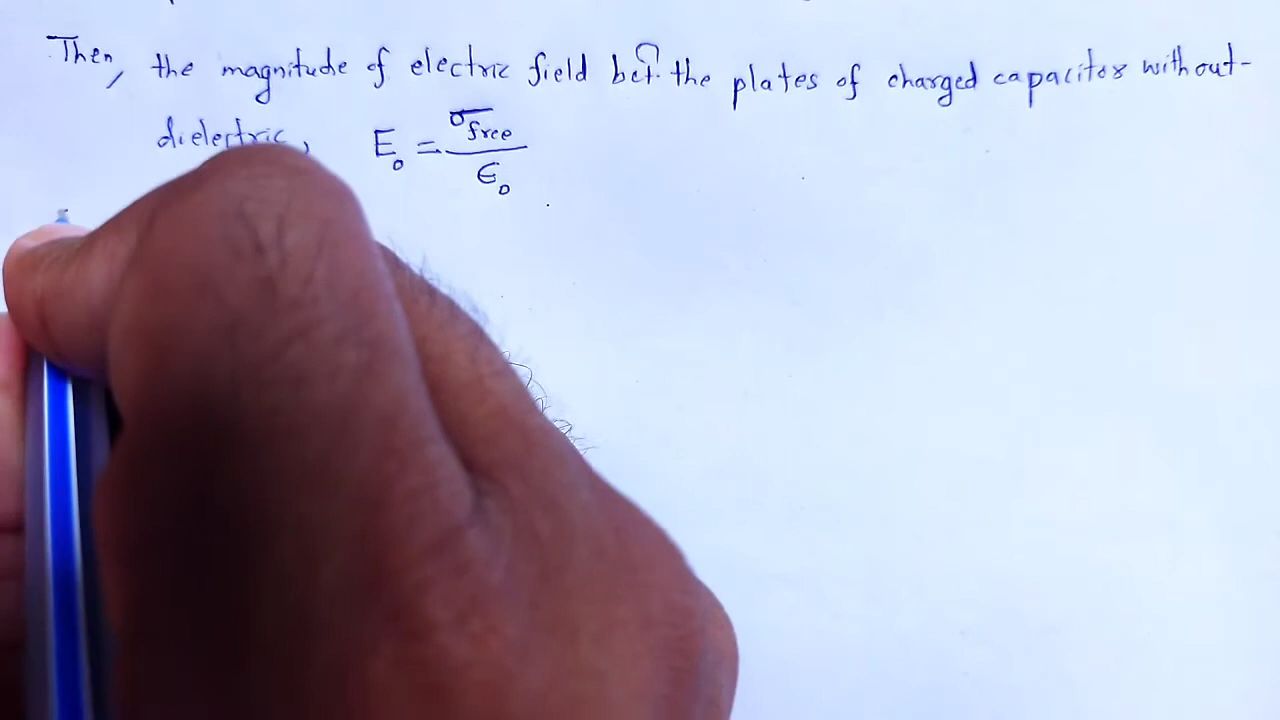 Then, the magnitude of electric field bet. the plates of charged capacitor without-
dielectric, E₀ = σfree / ϵ₀